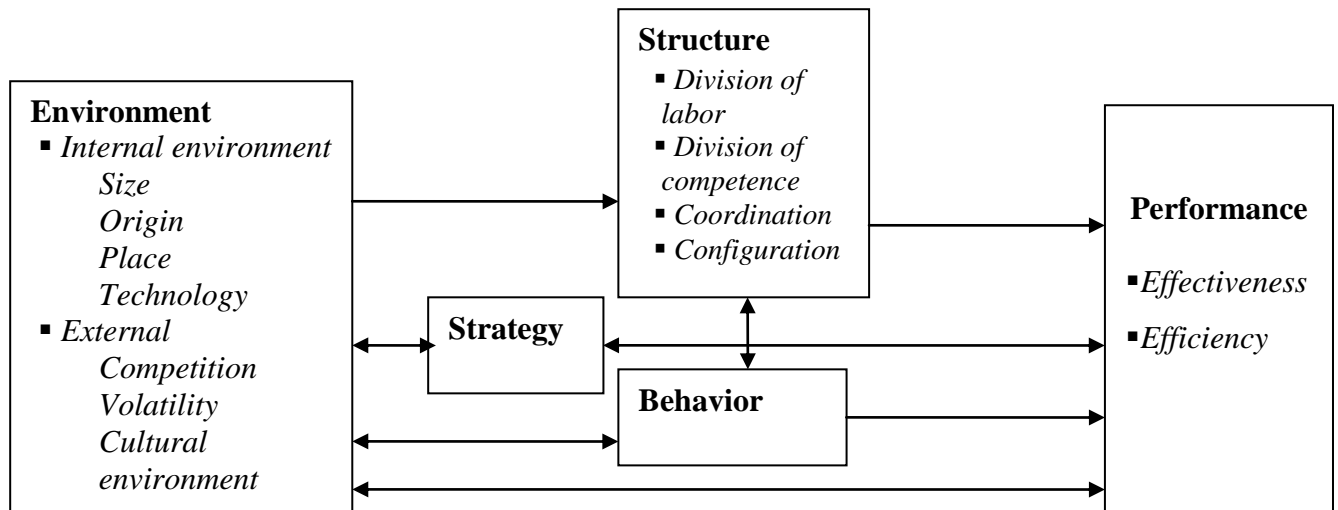 Environment
▪ Internal environment
Size
Origin
Place
Technology
▪ External
Competition
Volatility
Cultural
environment
Structure
▪ Division of
labor
▪ Division of
competence
▪ Coordination
▪ Configuration
Strategy
Behavior
Performance
▪Effectiveness
▪Efficiency